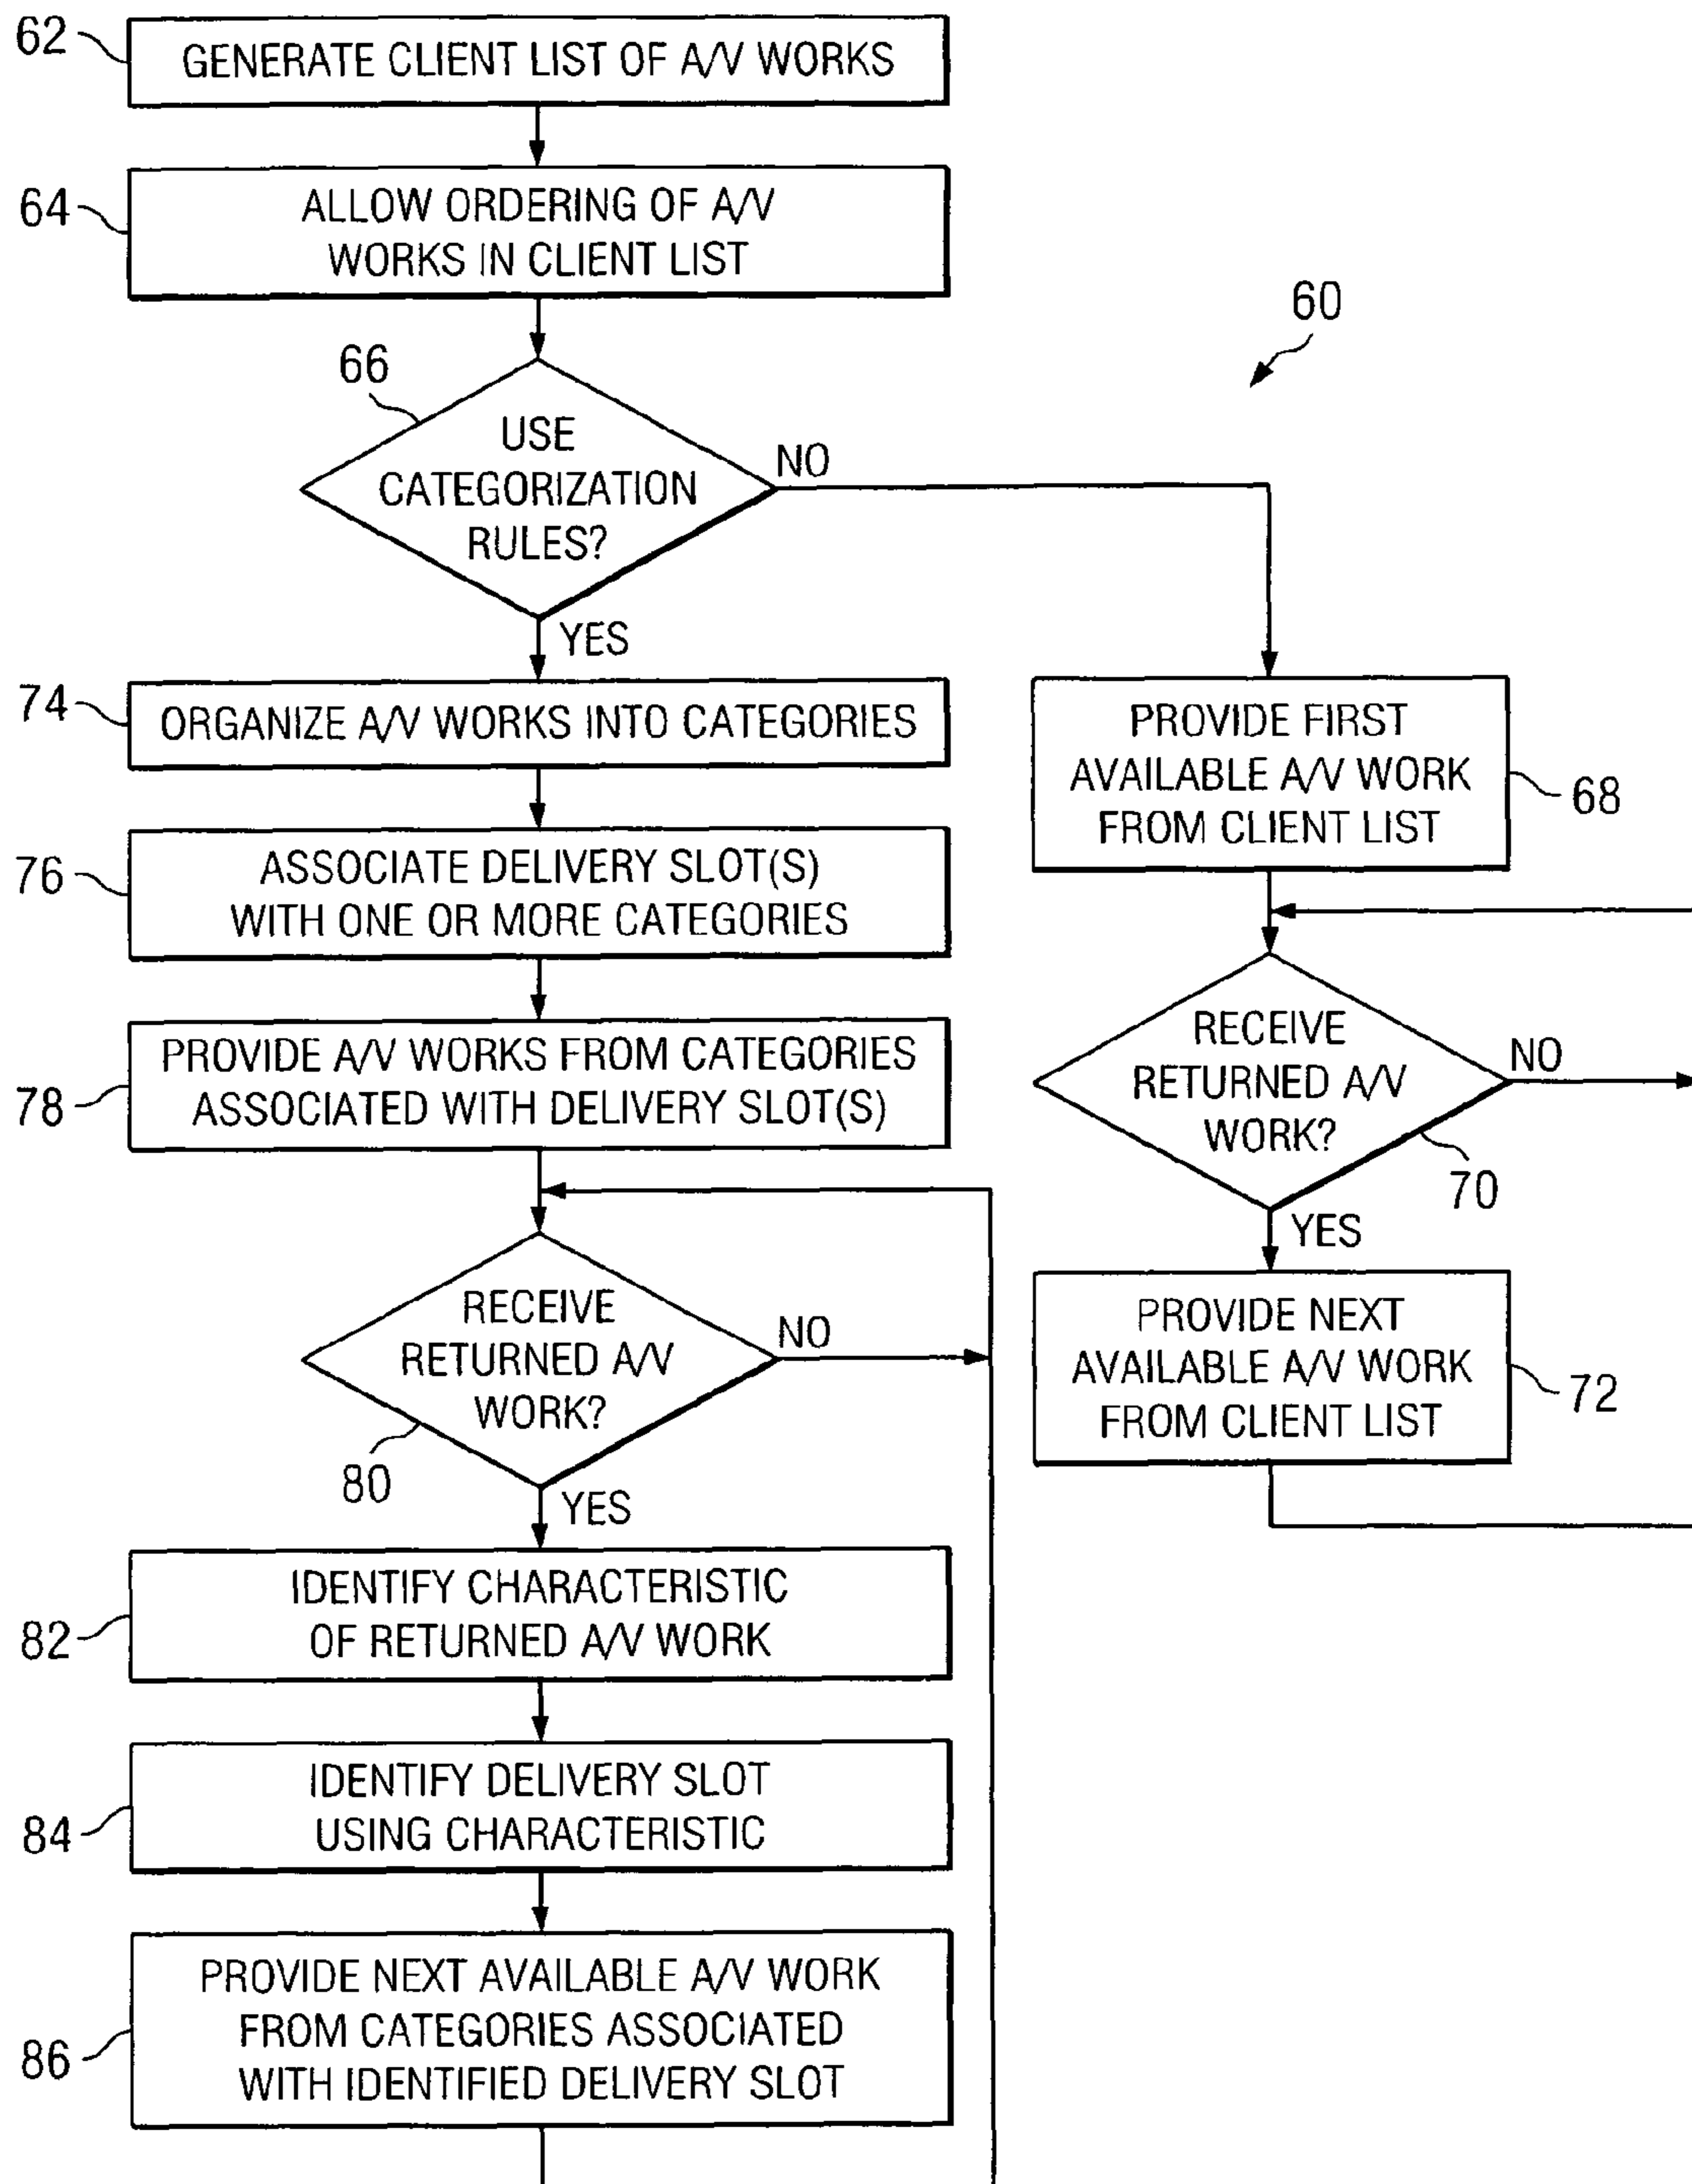 62
GENERATE CLIENT LIST OF A/V WORKS
64
ALLOW ORDERING OF A/V
WORKS IN CLIENT LIST
60
66
USE
CATEGORIZATION
RULES?
NO
YES
74
ORGANIZE A/V WORKS INTO CATEGORIES
76
ASSOCIATE DELIVERY SLOT(S)
WITH ONE OR MORE CATEGORIES
78
PROVIDE A/V WORKS FROM CATEGORIES
ASSOCIATED WITH DELIVERY SLOT(S)
RECEIVE
RETURNED A/V
WORK?
NO
80
YES
82
IDENTIFY CHARACTERISTIC
OF RETURNED A/V WORK
84
IDENTIFY DELIVERY SLOT
USING CHARACTERISTIC
86
PROVIDE NEXT AVAILABLE A/V WORK
FROM CATEGORIES ASSOCIATED
WITH IDENTIFIED DELIVERY SLOT
PROVIDE FIRST
AVAILABLE A/V WORK
FROM CLIENT LIST
68
RECEIVE
RETURNED A/V
WORK?
NO
70
YES
PROVIDE NEXT
AVAILABLE A/V WORK
FROM CLIENT LIST
72